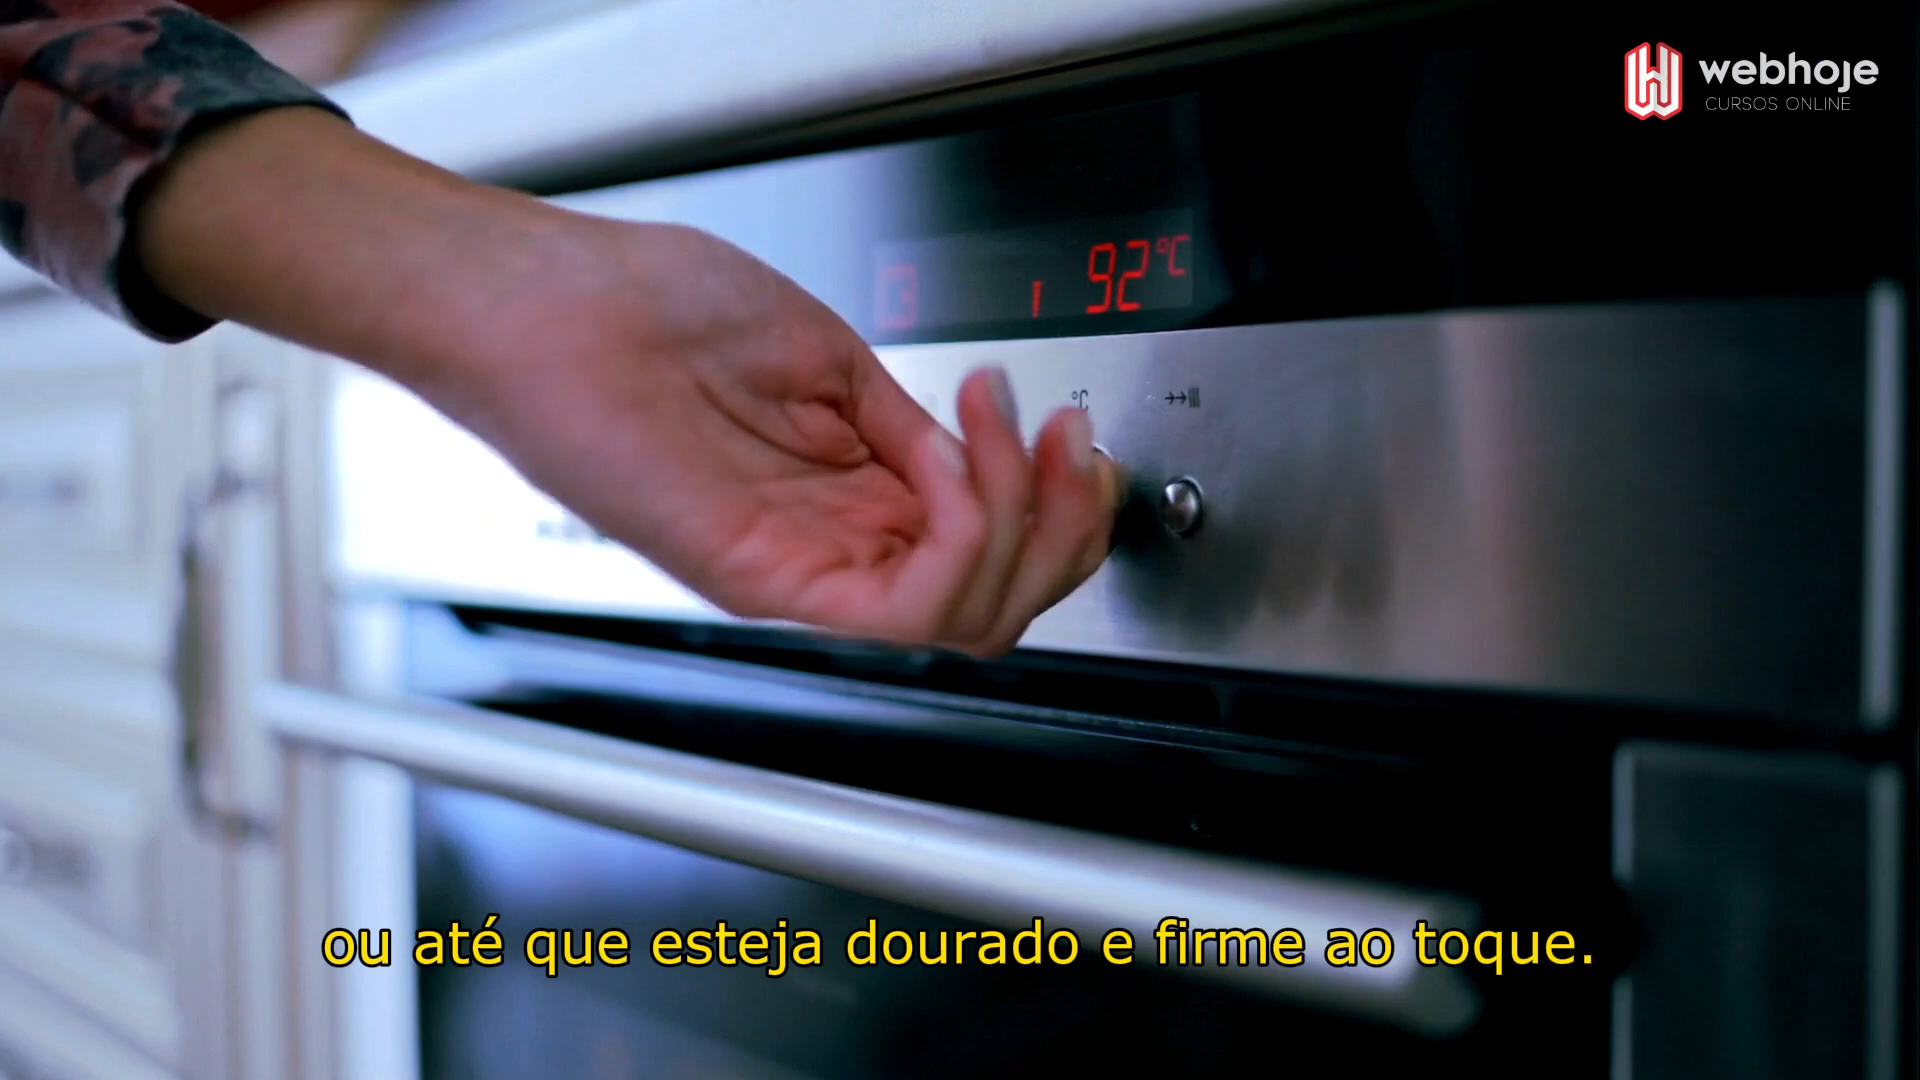 webhoje
CURSOS ONLINE
92°C
°C
ou até que esteja dourado e firme ao toque.